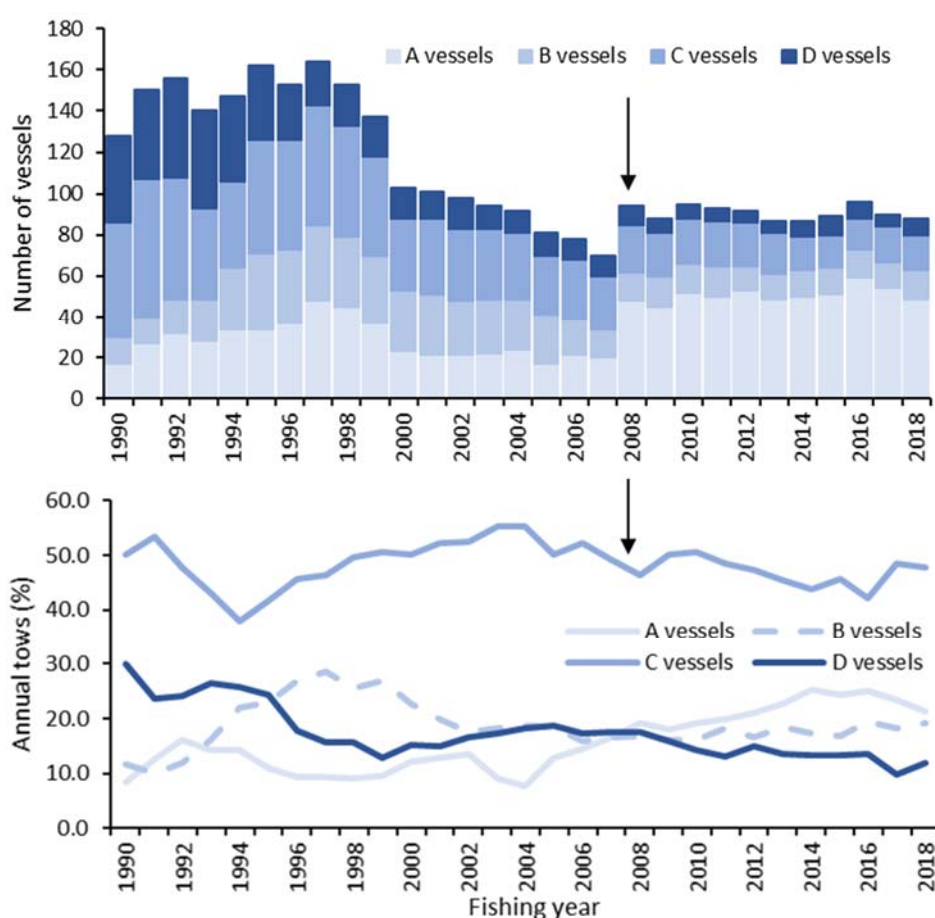 180
160
140
120
100
80
60
40
20
0
Number of vessels
A vessels B vessels C vessels D vessels
1990 1992 1994 1996 1998 2000 2002 2004 2006 2008 2010 2012 2014 2016 2018
60.0
50.0
40.0
30.0
20.0
10.0
0.0
Annual tows (%)
A vessels B vessels
C vessels D vessels
1990 1992 1994 1996 1998 2000 2002 2004 2006 2008 2010 2012 2014 2016 2018
Fishing year